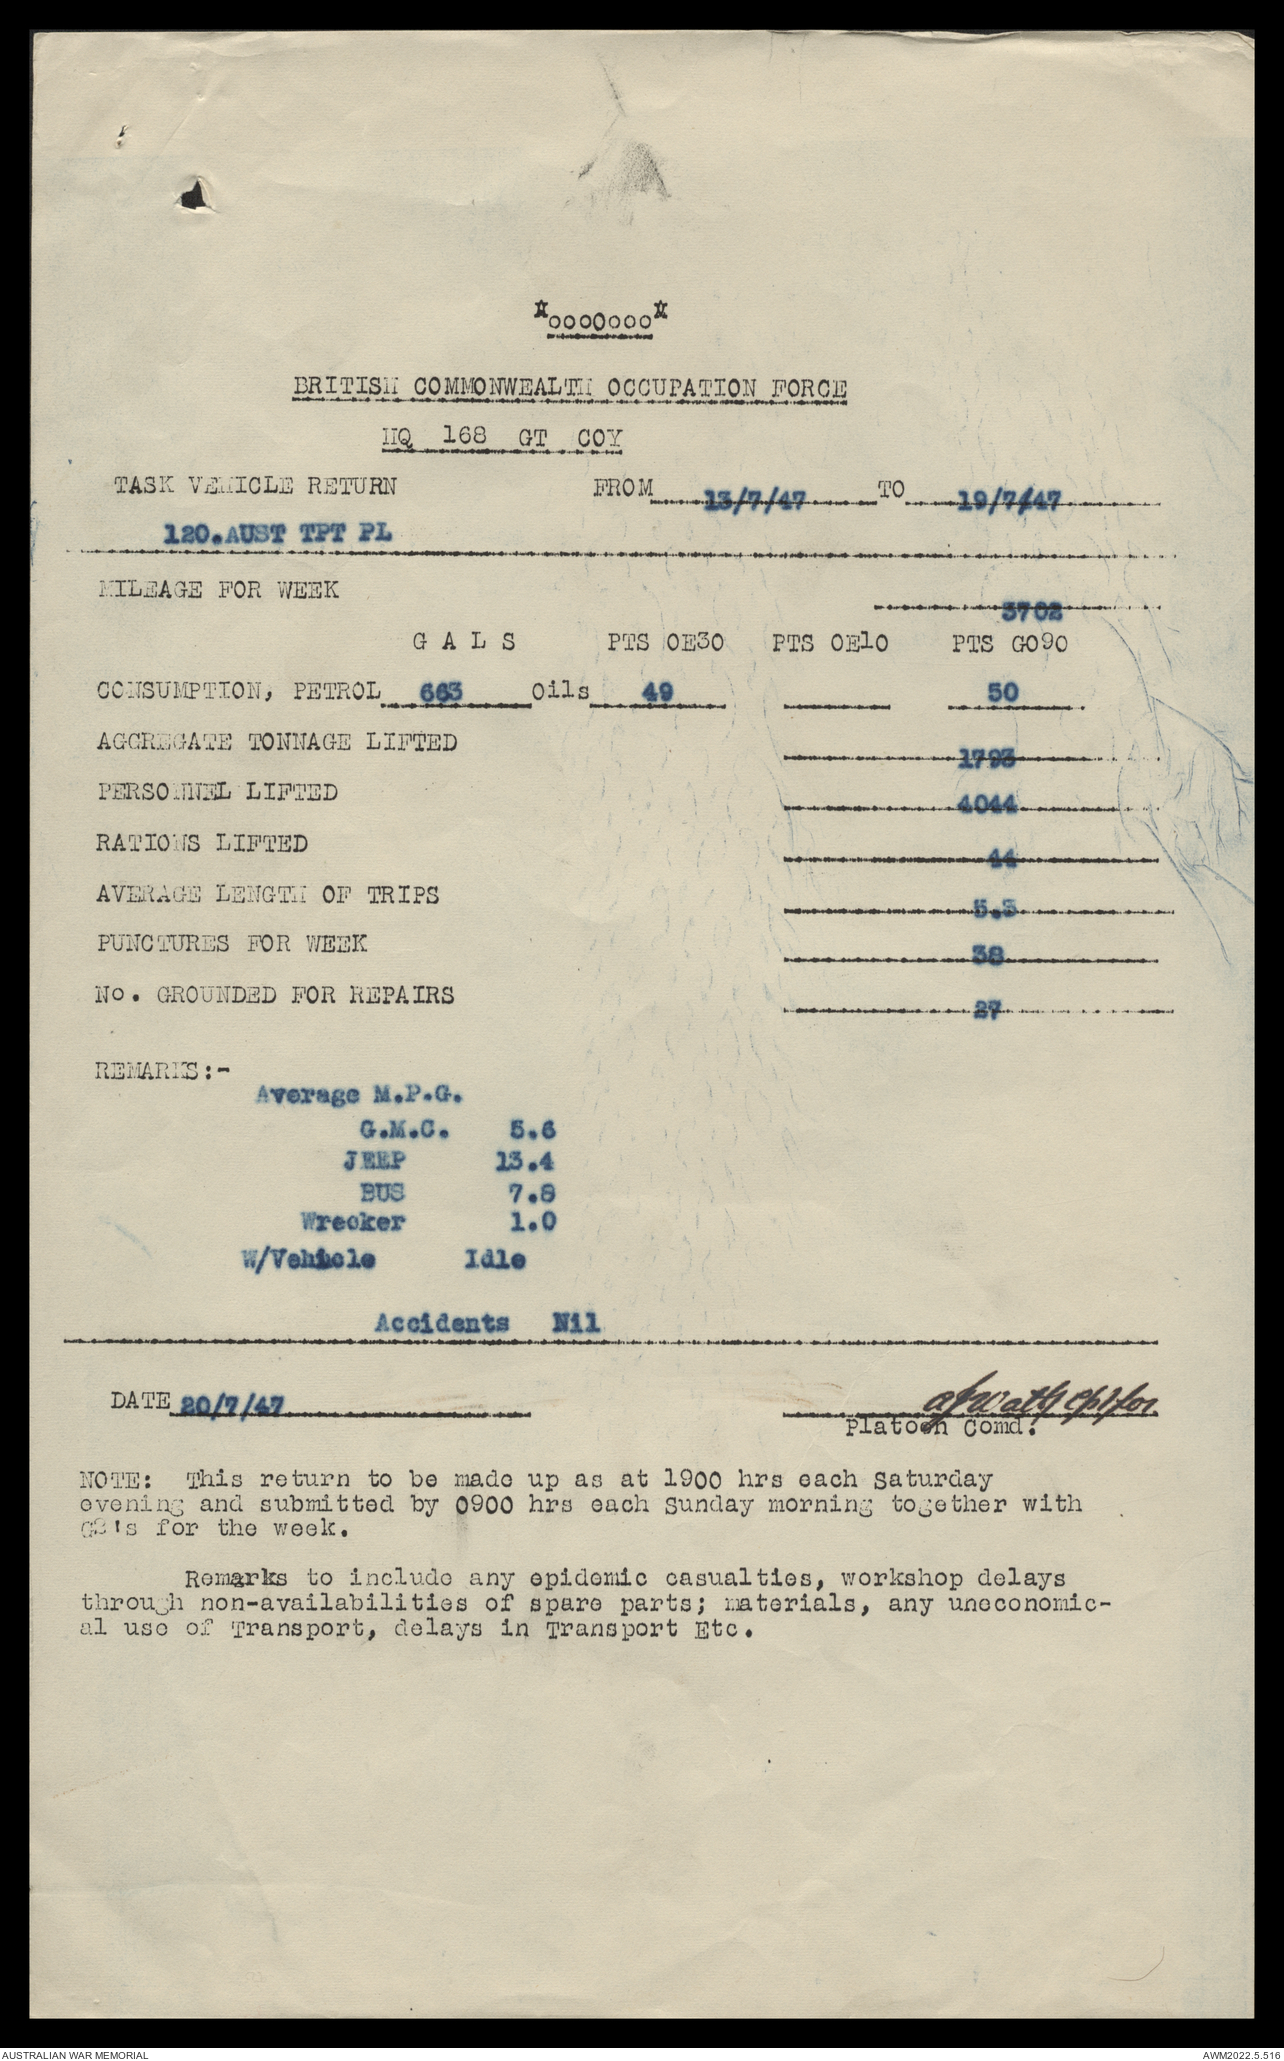 *ooooooo*
BRITISH COMMONWEALTH OCCUPATION FORCE
HQ 168 GT COY
TASK VEHICLE RETURN FROM 13/7/47 TO 19/7/47
120.AUST TPT PL
MILEAGE FOR WEEK 3702
G A L S PTS OE30 PTS OE10 PTS GO90
CONSUMPTION, PETROL 663 Oils 49 50
AGGREGATE TONNAGE LIFTED 1793
PERSONNEL LIFTED 4044
RATIONS LIFTED 44
AVERAGE LENGTH OF TRIPS 5.3
PUNCTURES FOR WEEK 38
No. GROUNDED FOR REPAIRS 27
REMARKS:-
Average M.P.G.
G.M.C. 5.6
JEEP 13.4
BUS 7.8
Wrecker 1.0
W/Vehicle Idle
Accidents Nil
DATE 20/7/47
Cpl for
Platoon Comd.
NOTE: This return to be made up as at 1900 hrs each Saturday
evening and submitted by 0900 hrs each Sunday morning together with
for the week.
Remarks to include any epidemic casualties, workshop delays
through non-availabilities of spare parts; materials, any uneconomic-
al use of Transport, delays in Transport Etc.
AUSTRALIAN WAR MEMORIAL AWM2022.5.516